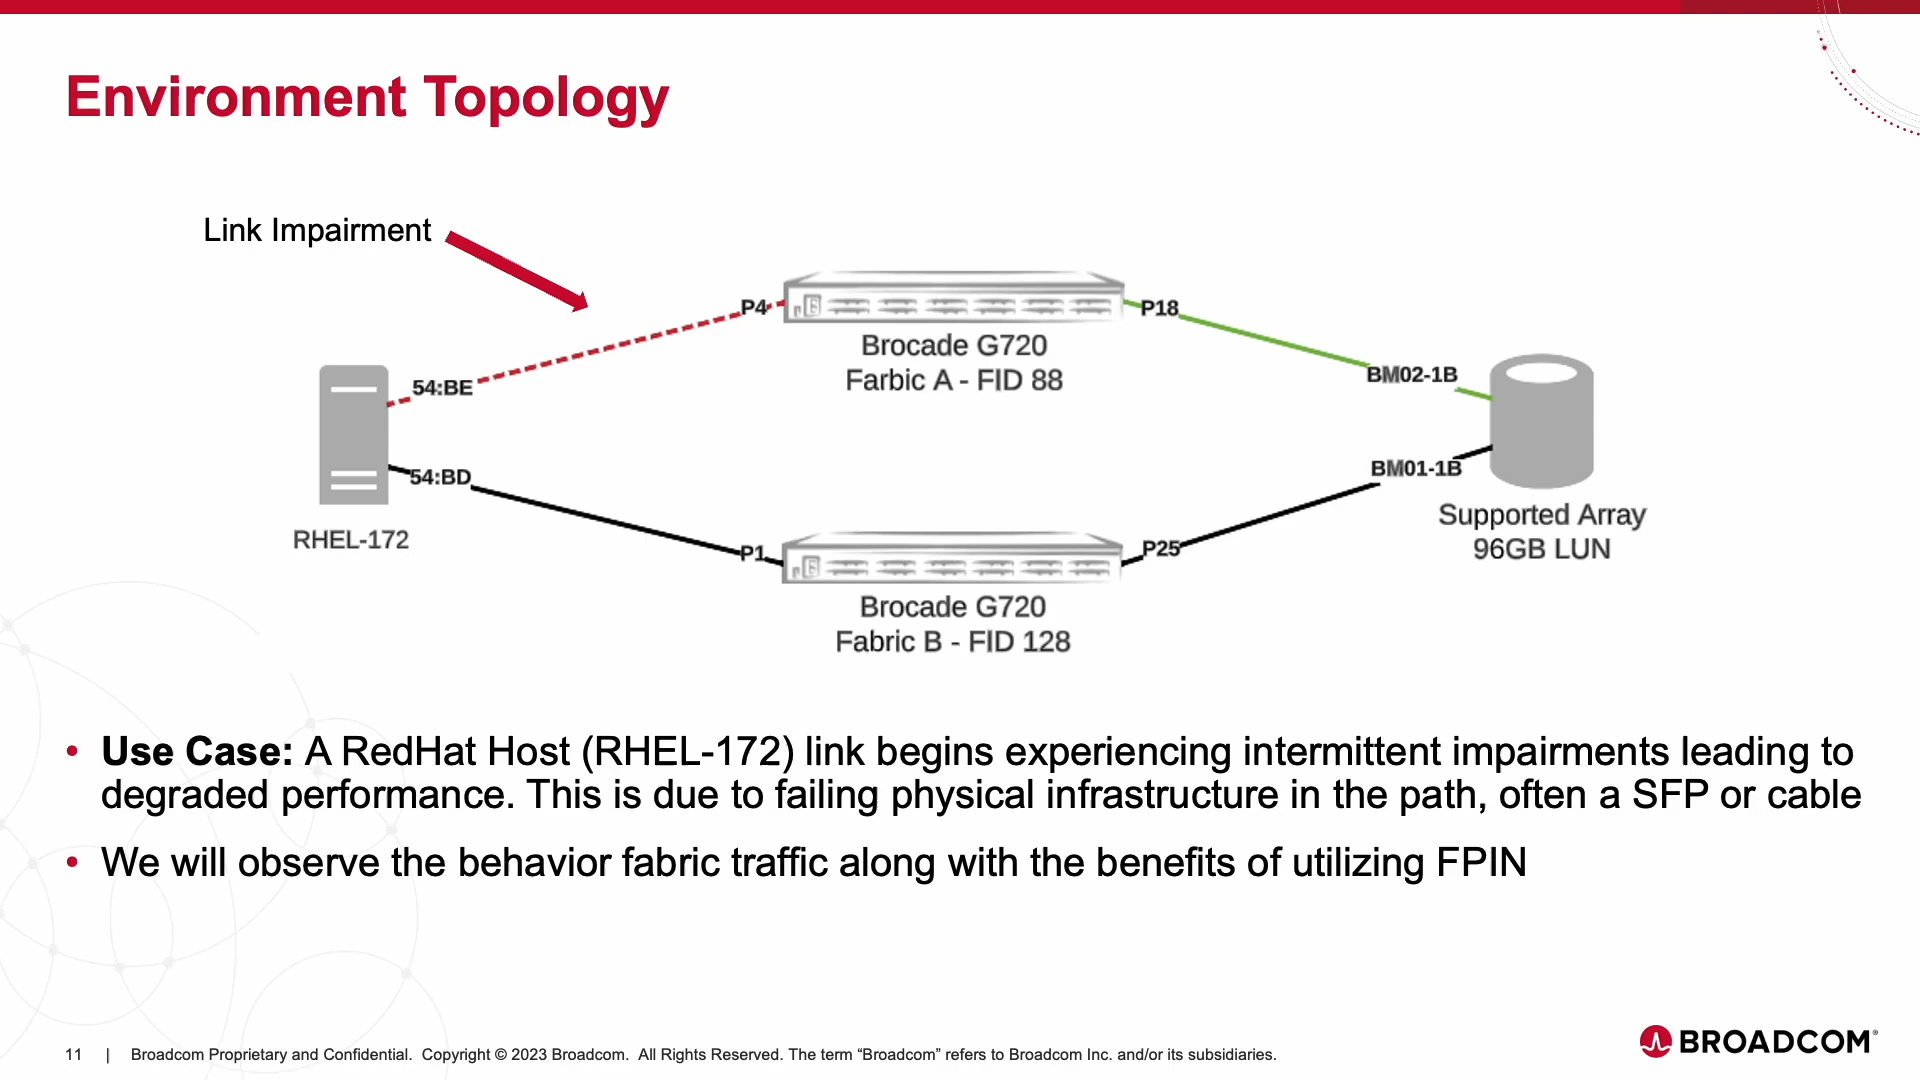 Environment Topology
Link Impairment
P4
P18
Brocade G720
Farbic A - FID 88
54:BE
BM02-1B
54:BD
BM01-1B
RHEL-172
Supported Array
96GB LUN
P1
P25
Brocade G720
Fabric B - FID 128
• Use Case: A RedHat Host (RHEL-172) link begins experiencing intermittent impairments leading to
degraded performance. This is due to failing physical infrastructure in the path, often a SFP or cable
• We will observe the behavior fabric traffic along with the benefits of utilizing FPIN
11 | Broadcom Proprietary and Confidential. Copyright © 2023 Broadcom. All Rights Reserved. The term “Broadcom” refers to Broadcom Inc. and/or its subsidiaries.
BROADCOM®